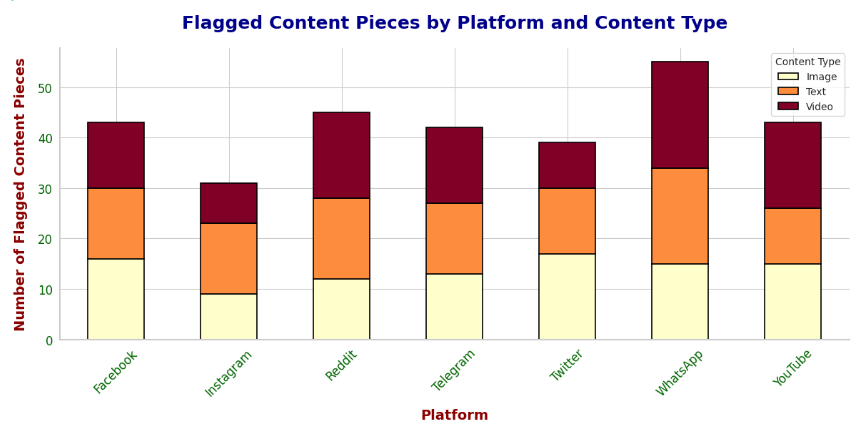 Flagged Content Pieces by Platform and Content Type
Number of Flagged Content Pieces
50
40
30
20
10
0
Content Type
Image
Text
Video
Facebook
Instagram
Reddit
Telegram
Twitter
WhatsApp
YouTube
Platform